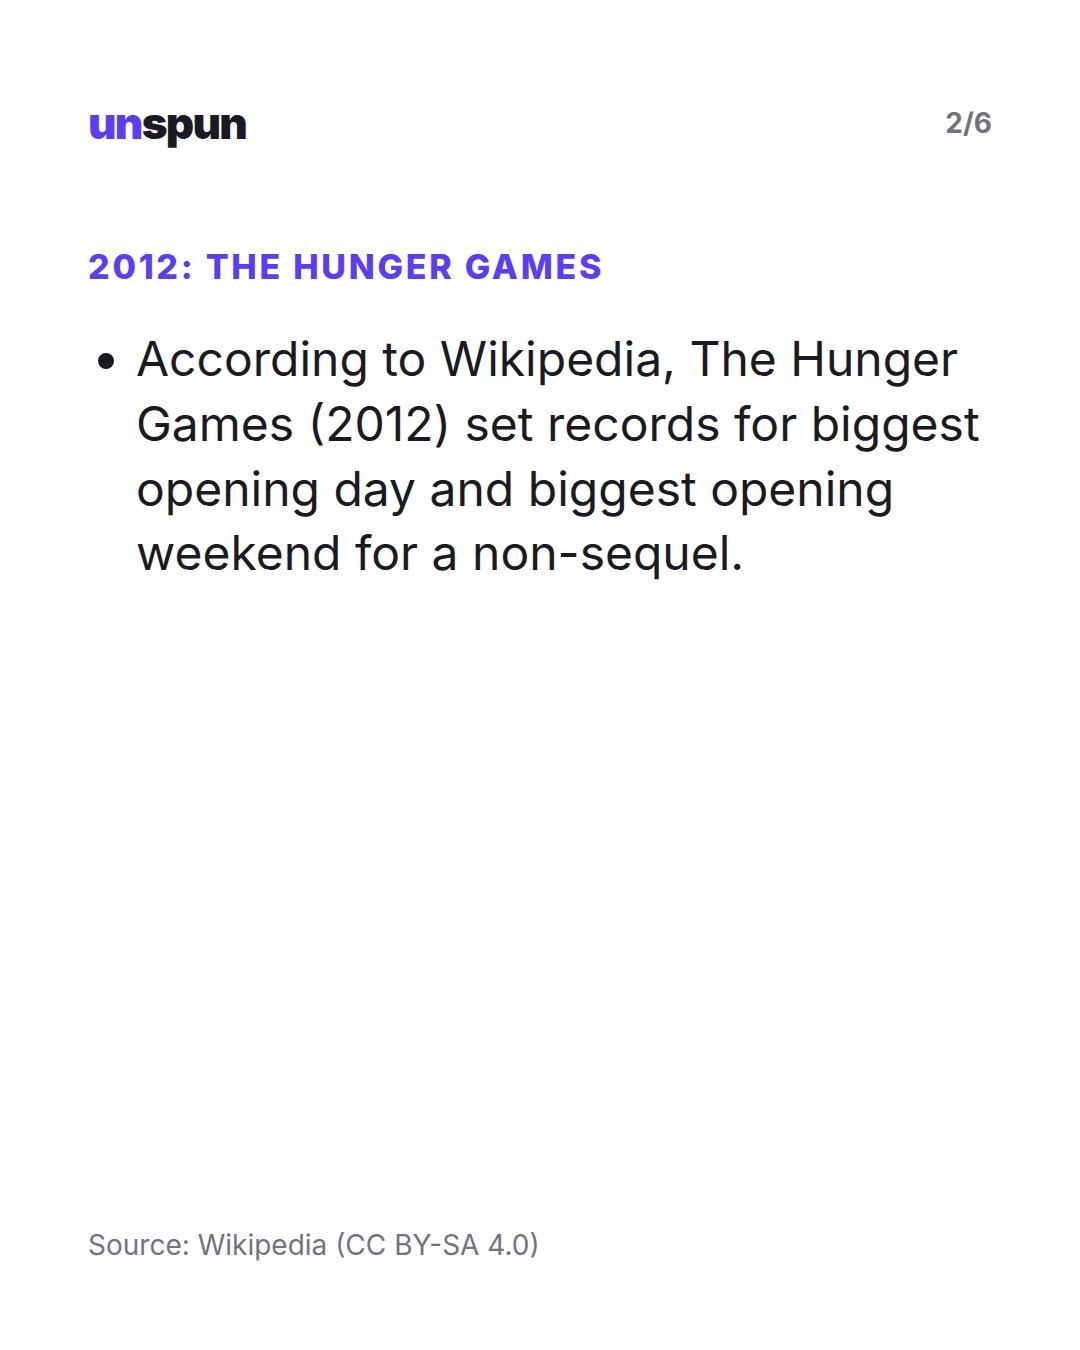 unspun
2/6
2012: THE HUNGER GAMES
• According to Wikipedia, The Hunger
Games (2012) set records for biggest
opening day and biggest opening
weekend for a non-sequel.
Source: Wikipedia (CC BY-SA 4.0)